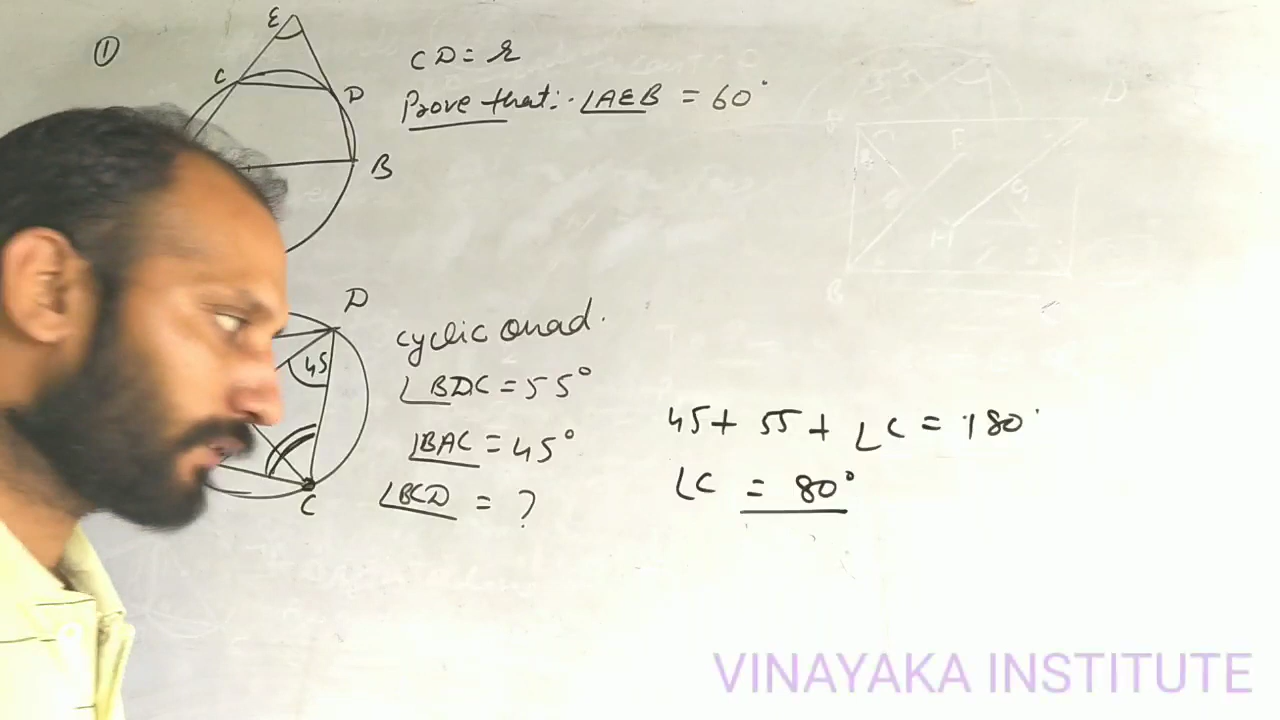 ①
E
C
D
B
CD = r
Prove that:- ∠AEB = 60°
D
45
C
cyclic Quad.
∠BDC = 55°
∠BAC = 45°
∠BCD = ?
45 + 55 + ∠C = 180°
∠C = 80°
VINAYAKA INSTITUTE